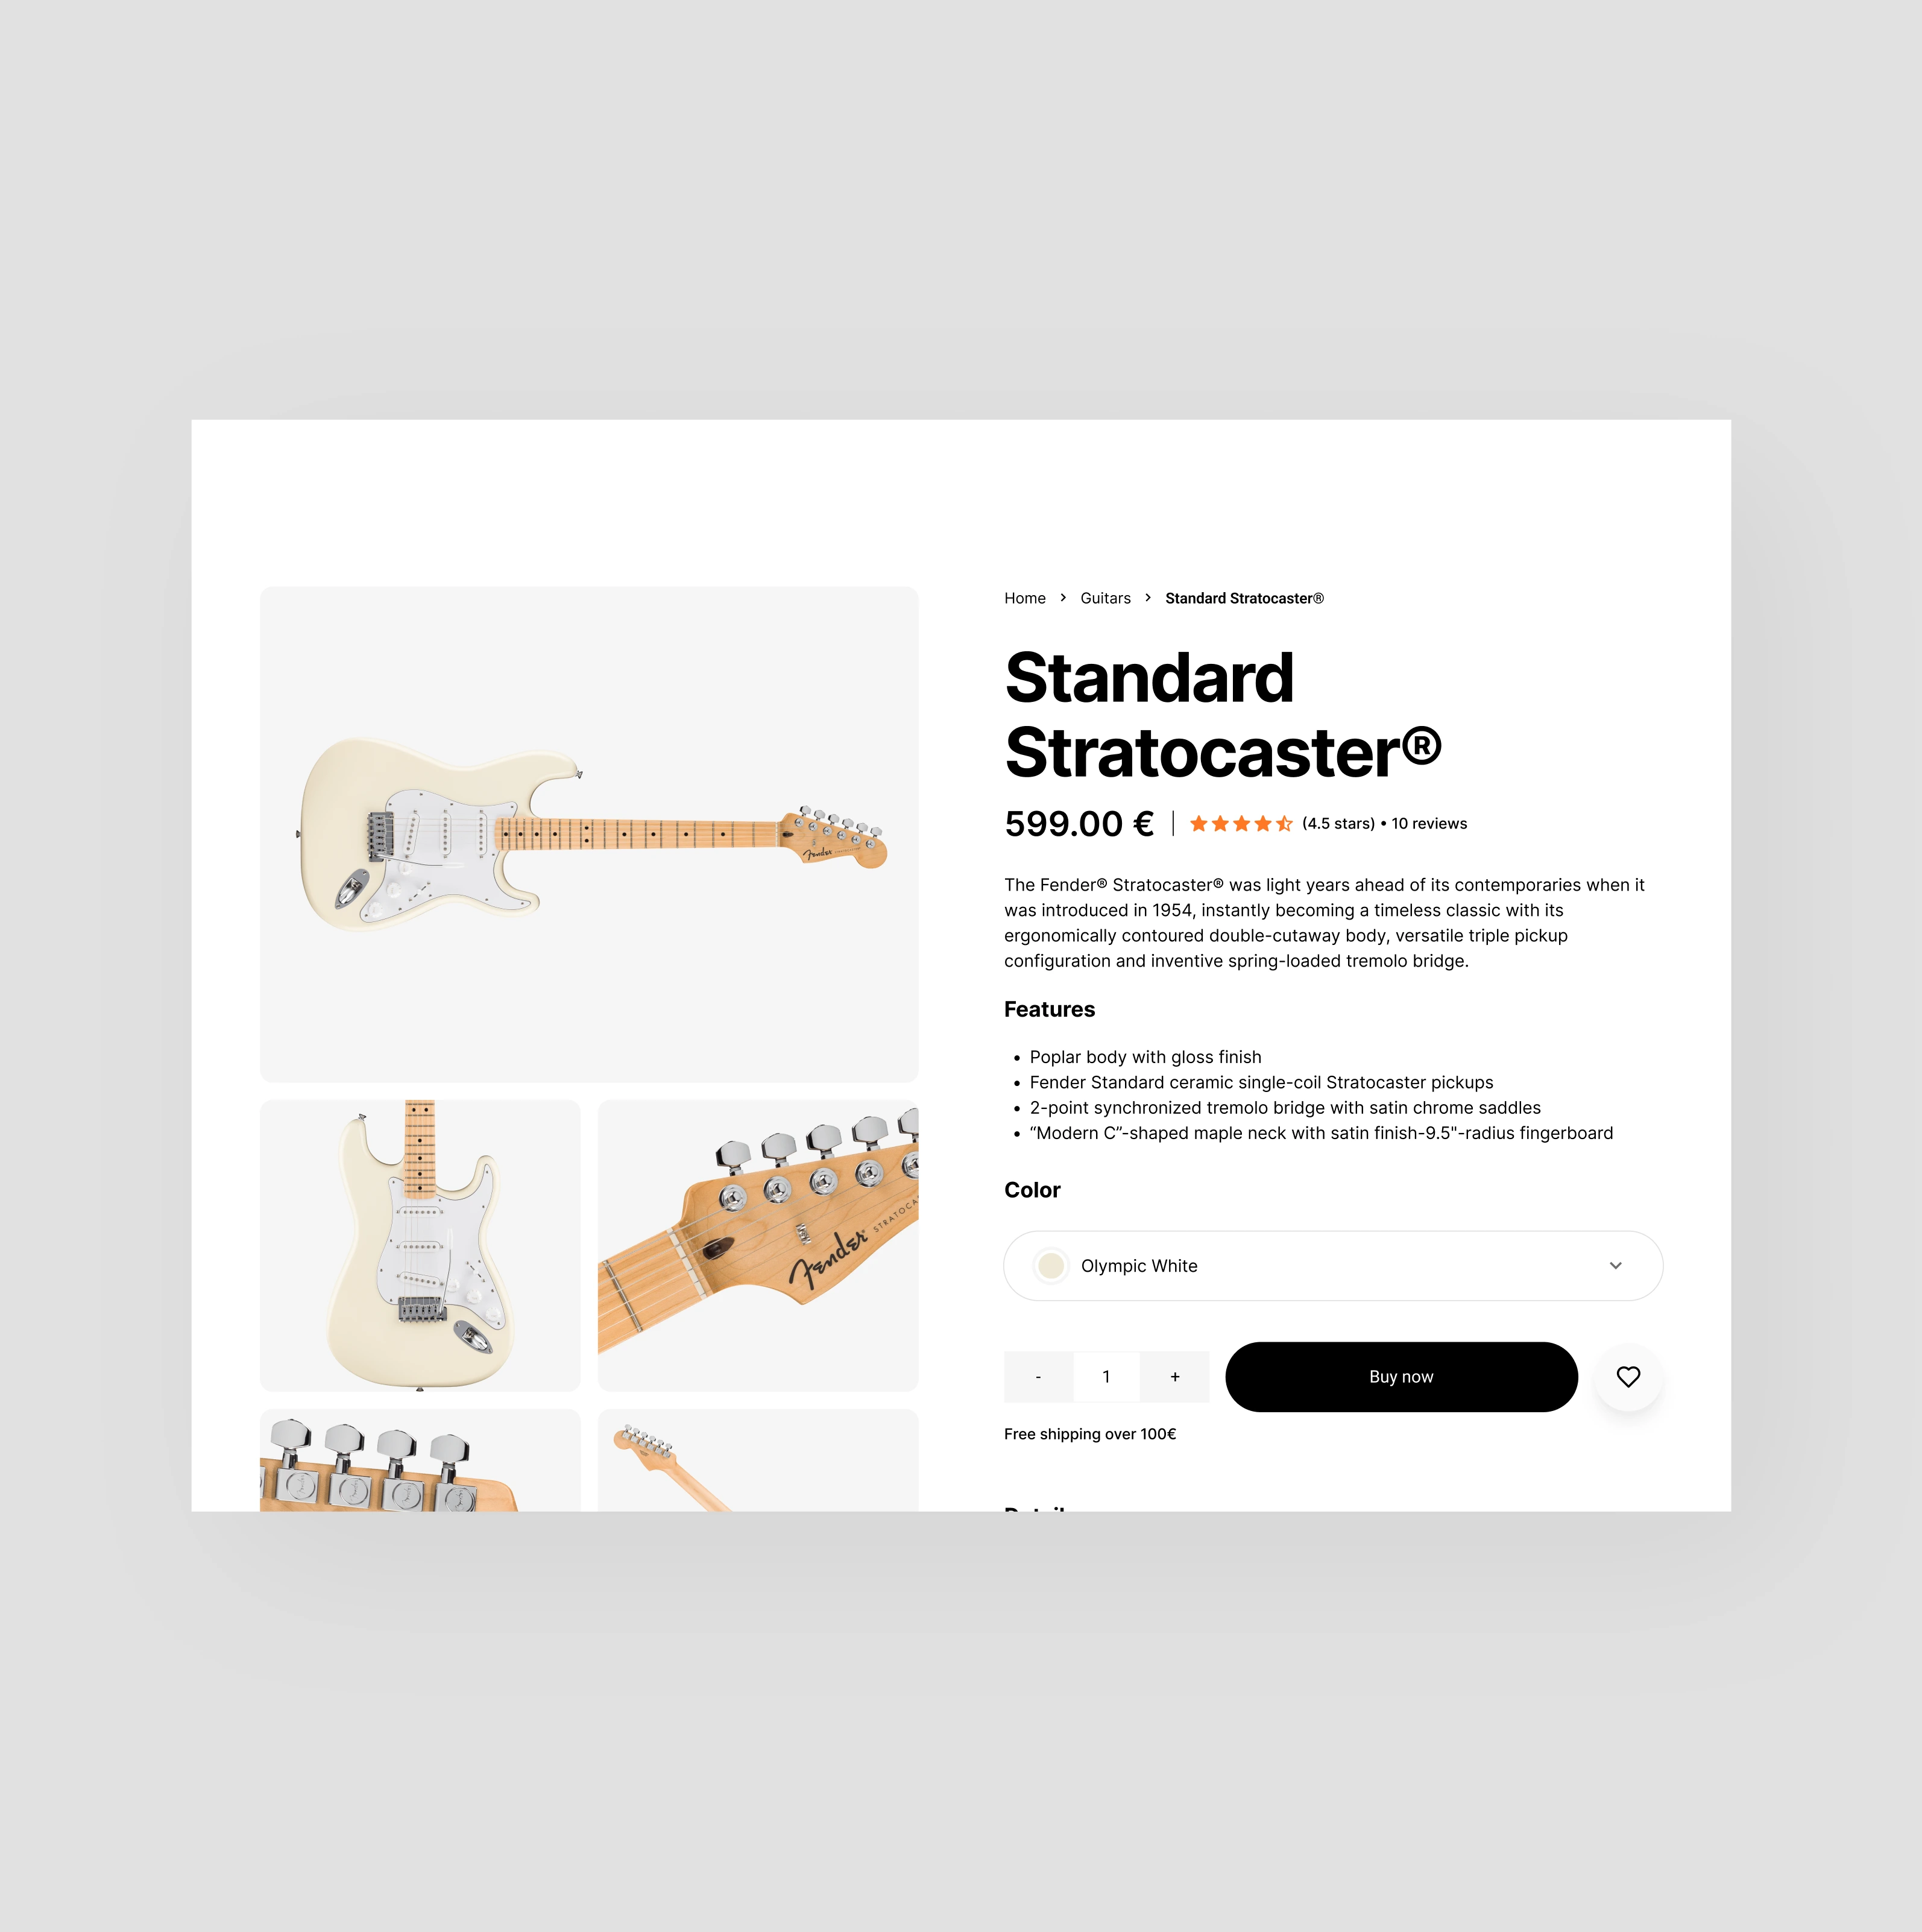 Home > Guitars > Standard Stratocaster®
Standard
Stratocaster®
599.00 € | (4.5 stars) • 10 reviews
The Fender® Stratocaster® was light years ahead of its contemporaries when it
was introduced in 1954, instantly becoming a timeless classic with its
ergonomically contoured double-cutaway body, versatile triple pickup
configuration and inventive spring-loaded tremolo bridge.
Features
• Poplar body with gloss finish
• Fender Standard ceramic single-coil Stratocaster pickups
• 2-point synchronized tremolo bridge with satin chrome saddles
• “Modern C”-shaped maple neck with satin finish-9.5"-radius fingerboard
Color
Olympic White
- 1 + Buy now
Free shipping over 100€
Fender
Fender STRATOCA